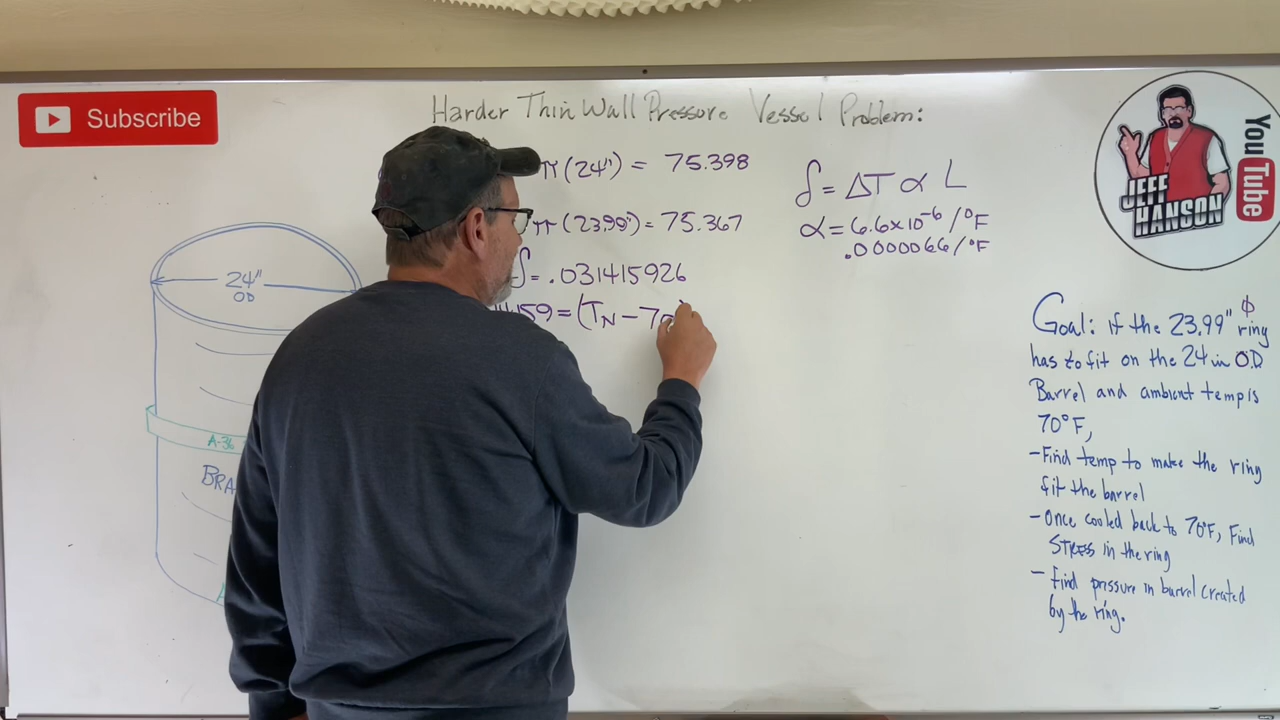 Subscribe
Harder Thin Wall Pressure Vessel Problem:
π(24") = 75.398
π(23.99") = 75.367
δ = .031415926
159 = (TN - 70
δ = ΔT α L
α = 6.6x10⁻⁶ /°F
.0000066/°F
24"
OD
A-36
BRA
YouTube
JEFF
HANSON
Goal: if the 23.99" ϕ ring
has to fit on the 24 in OD
Barrel and ambient temp is
70°F,
-Find temp to make the ring
fit the barrel
-Once cooled back to 70°F, Find
STRESS in the ring
- find pressure in barrel created
by the ring.